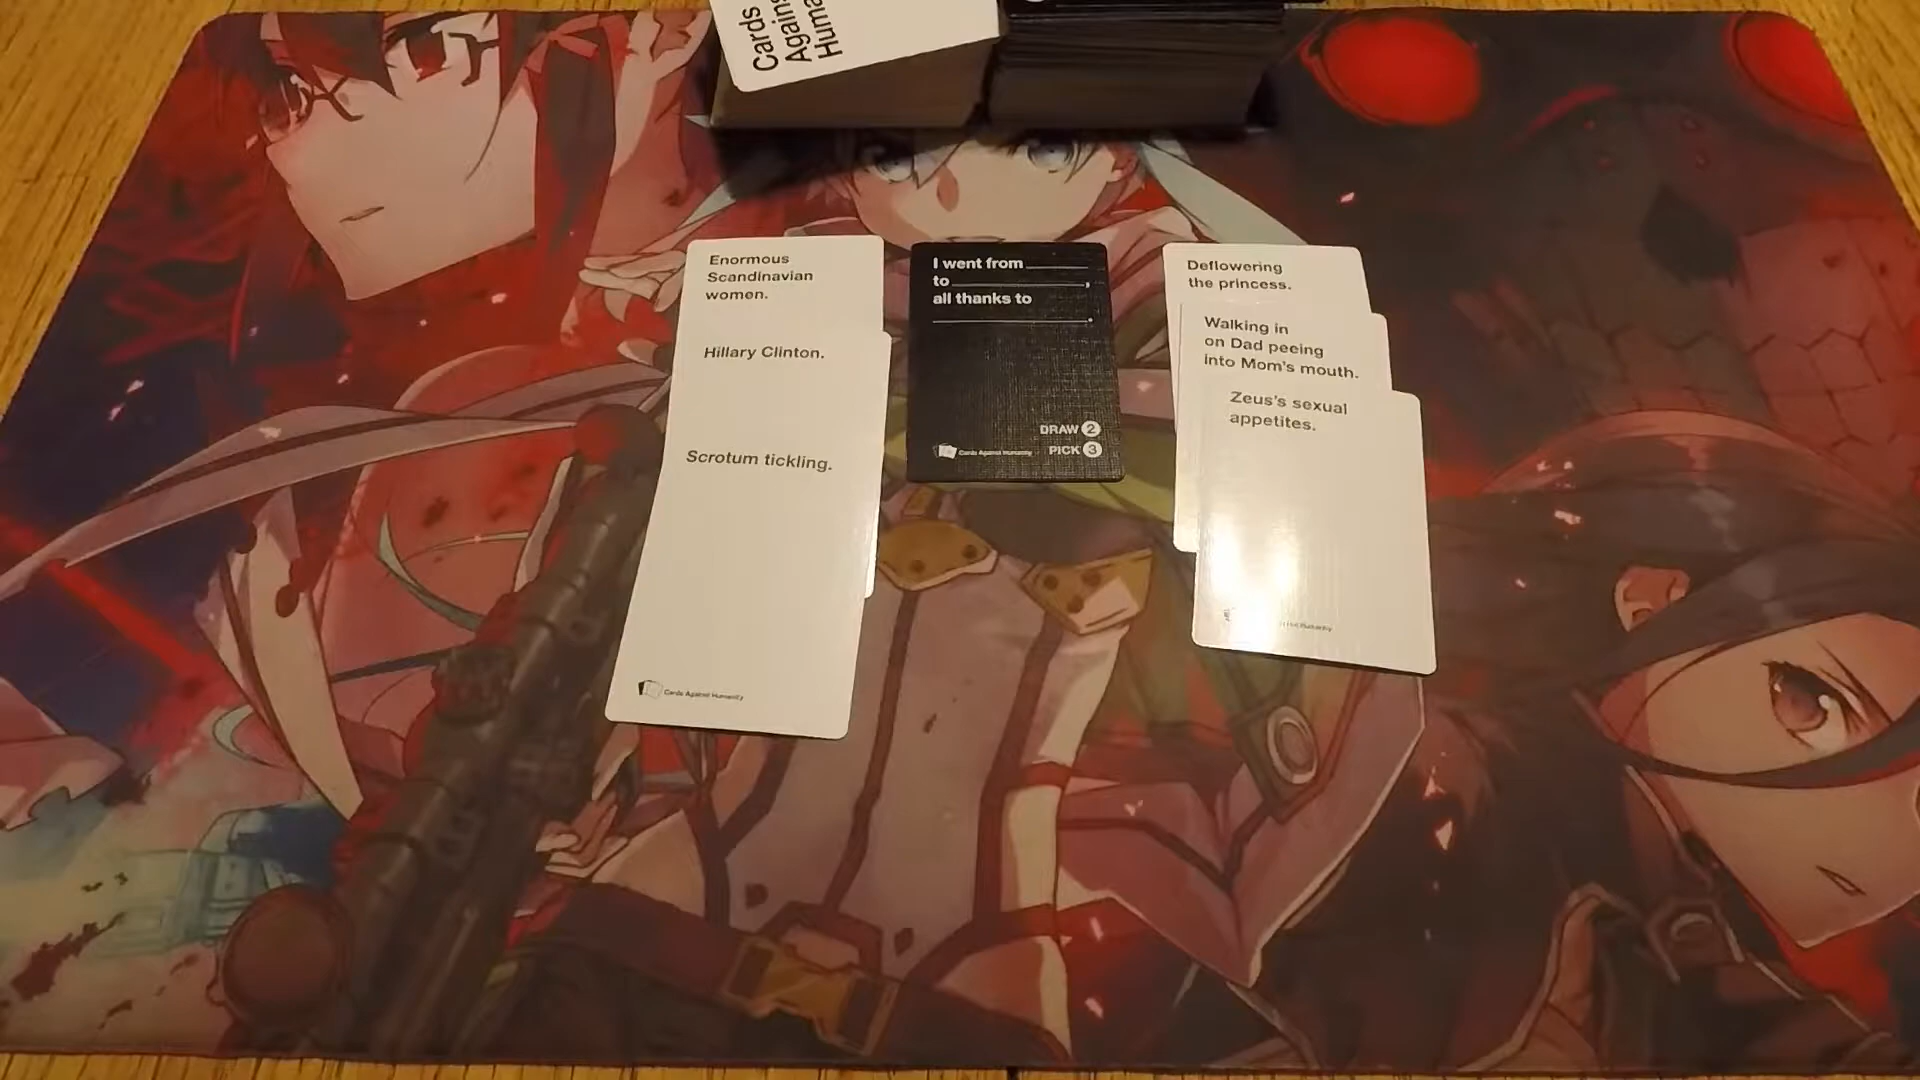 Cards
Against
Huma
Enormous
Scandinavian
women.
Hillary Clinton.
Scrotum tickling.
Cards Against Humanity
I went from
to ,
all thanks to
.
DRAW 2
PICK 3
Cards Against Humanity
Deflowering
the princess.
Walking in
on Dad peeing
into Mom's mouth.
Zeus's sexual
appetites.
Humanity